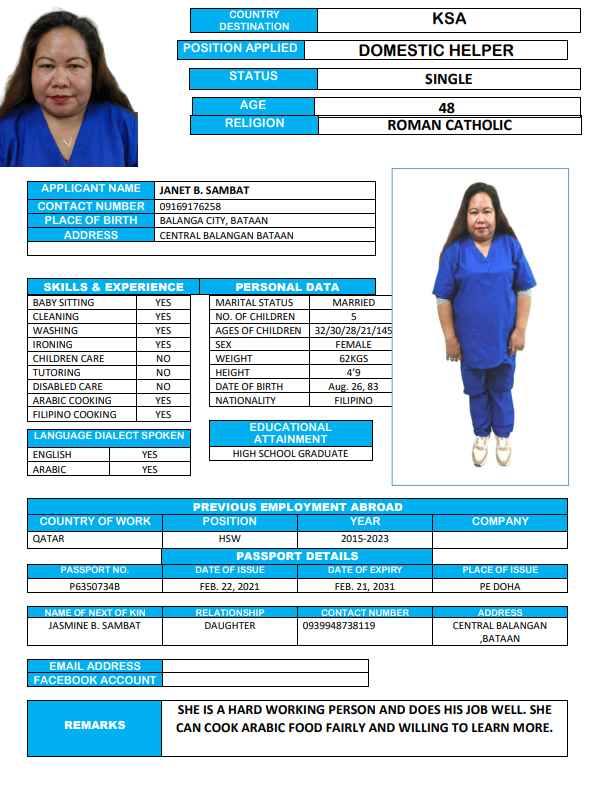 COUNTRY DESTINATION KSA
POSITION APPLIED DOMESTIC HELPER
STATUS SINGLE
AGE 48
RELIGION ROMAN CATHOLIC
APPLICANT NAME JANET B. SAMBAT
CONTACT NUMBER 09169176258
PLACE OF BIRTH BALANGA CITY, BATAAN
ADDRESS CENTRAL BALANGAN BATAAN
SKILLS & EXPERIENCE
BABY SITTING YES
CLEANING YES
WASHING YES
IRONING YES
CHILDREN CARE NO
TUTORING NO
DISABLED CARE NO
ARABIC COOKING YES
FILIPINO COOKING YES
PERSONAL DATA
MARITAL STATUS MARRIED
NO. OF CHILDREN 5
AGES OF CHILDREN 32/30/28/21/145
SEX FEMALE
WEIGHT 62KGS
HEIGHT 4'9
DATE OF BIRTH Aug. 26, 83
NATIONALITY FILIPINO
LANGUAGE DIALECT SPOKEN
ENGLISH YES
ARABIC YES
EDUCATIONAL
ATTAINMENT
HIGH SCHOOL GRADUATE
PREVIOUS EMPLOYMENT ABROAD
COUNTRY OF WORK POSITION YEAR COMPANY
QATAR HSW 2015-2023
PASSPORT DETAILS
PASSPORT NO. DATE OF ISSUE DATE OF EXPIRY PLACE OF ISSUE
P6350734B FEB. 22, 2021 FEB. 21, 2031 PE DOHA
NAME OF NEXT OF KIN RELATIONSHIP CONTACT NUMBER ADDRESS
JASMINE B. SAMBAT DAUGHTER 0939948738119 CENTRAL BALANGAN
,BATAAN
EMAIL ADDRESS
FACEBOOK ACCOUNT
REMARKS
SHE IS A HARD WORKING PERSON AND DOES HIS JOB WELL. SHE
CAN COOK ARABIC FOOD FAIRLY AND WILLING TO LEARN MORE.